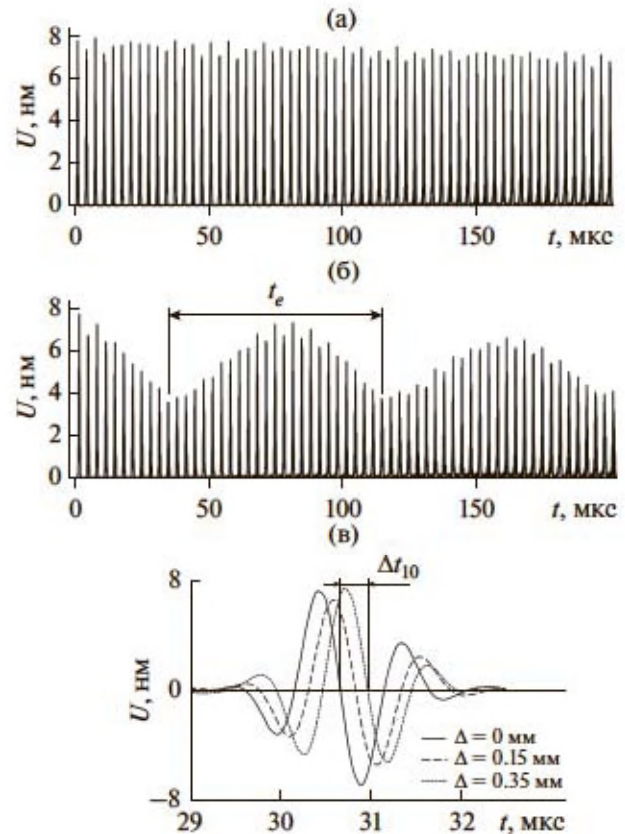 (а)
U, нм
8
6
4
2
0
0 50 100 150 t, мкс
(б)
U, нм
8
6
4
2
0
tₑ
0 50 100 150 t, мкс
(в)
U, нм
8
0
−8
Δt₁₀
Δ = 0 мм
Δ = 0.15 мм
Δ = 0.35 мм
29 30 31 32 t, мкс